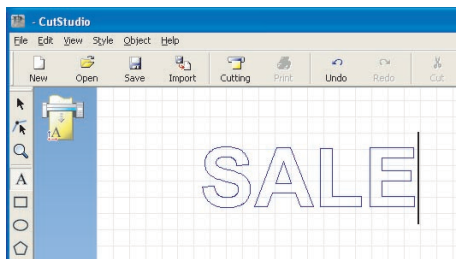 - CutStudio
File Edit View Style Object Help
New Open Save Import Cutting Print Undo Redo Cut
A
A
SALE